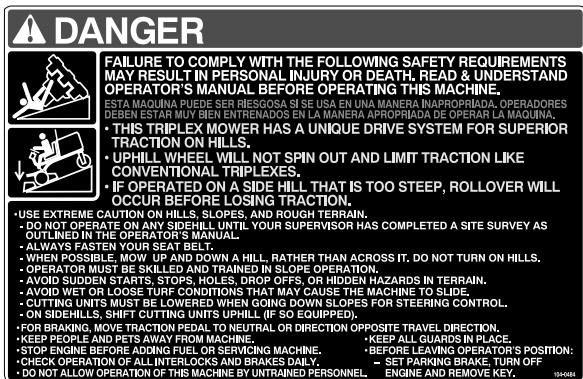 DANGER
FAILURE TO COMPLY WITH THE FOLLOWING SAFETY REQUIREMENTS
MAY RESULT IN PERSONAL INJURY OR DEATH. READ & UNDERSTAND
OPERATOR'S MANUAL BEFORE OPERATING THIS MACHINE.
ESTA MAQUINA PUEDE SER RIESGOSA SI SE USA EN UNA MANERA INAPROPRIADA. OPERADORES
DEBEN ESTAR MUY BIEN ENTRENADOS EN LA MANERA APROPRIADA DE OPERAR LA MAQUINA.
• THIS TRIPLEX MOWER HAS A UNIQUE DRIVE SYSTEM FOR SUPERIOR
TRACTION ON HILLS.
• UPHILL WHEEL WILL NOT SPIN OUT AND LIMIT TRACTION LIKE
CONVENTIONAL TRIPLEXES.
• IF OPERATED ON A SIDE HILL THAT IS TOO STEEP, ROLLOVER WILL
OCCUR BEFORE LOSING TRACTION.
•USE EXTREME CAUTION ON HILLS, SLOPES, AND ROUGH TERRAIN.
- DO NOT OPERATE ON ANY SIDEHILL UNTIL YOUR SUPERVISOR HAS COMPLETED A SITE SURVEY AS
OUTLINED IN THE OPERATOR'S MANUAL.
- ALWAYS FASTEN YOUR SEAT BELT.
- WHEN POSSIBLE, MOW UP AND DOWN A HILL, RATHER THAN ACROSS IT. DO NOT TURN ON HILLS.
- OPERATOR MUST BE SKILLED AND TRAINED IN SLOPE OPERATION.
- AVOID SUDDEN STARTS, STOPS, HOLES, DROP OFFS, OR HIDDEN HAZARDS IN TERRAIN.
- AVOID WET OR LOOSE TURF CONDITIONS THAT MAY CAUSE THE MACHINE TO SLIDE.
- CUTTING UNITS MUST BE LOWERED WHEN GOING DOWN SLOPES FOR STEERING CONTROL.
- ON SIDEHILLS, SHIFT CUTTING UNITS UPHILL (IF SO EQUIPPED).
•FOR BRAKING, MOVE TRACTION PEDAL TO NEUTRAL OR DIRECTION OPPOSITE TRAVEL DIRECTION.
•KEEP PEOPLE AND PETS AWAY FROM MACHINE.
•STOP ENGINE BEFORE ADDING FUEL OR SERVICING MACHINE.
•CHECK OPERATION OF ALL INTERLOCKS AND BRAKES DAILY.
• DO NOT ALLOW OPERATION OF THIS MACHINE BY UNTRAINED PERSONNEL.
•KEEP ALL GUARDS IN PLACE.
•BEFORE LEAVING OPERATOR'S POSITION:
– SET PARKING BRAKE, TURN OFF
ENGINE AND REMOVE KEY.
104-0484